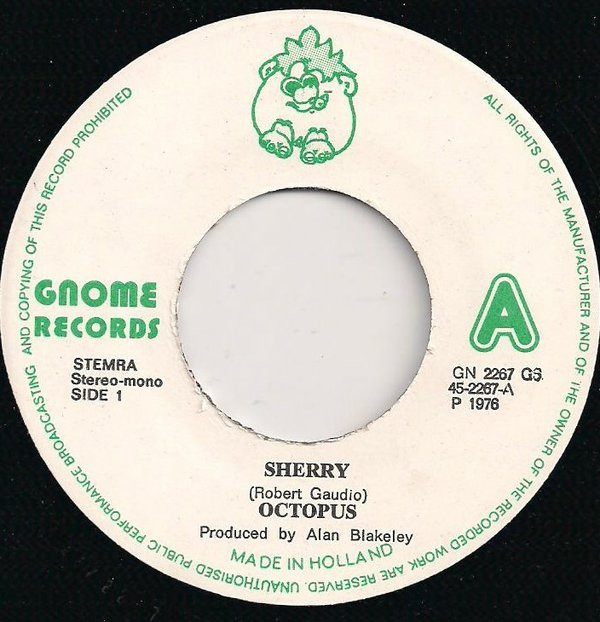 ALL RIGHTS OF THE MANUFACTURER AND OF THE OWNER OF THE RECORDED WORK ARE RESERVED. UNAUTHORISED PUBLIC PERFORMANCE BROADCASTING AND COPYING OF THIS RECORD PROHIBITED
GNOME
RECORDS
STEMRA
Stereo-mono
SIDE 1
A
GN 2267 GS.
45-2267-A
P 1976
SHERRY
(Robert Gaudio)
OCTOPUS
Produced by Alan Blakeley
MADE IN HOLLAND